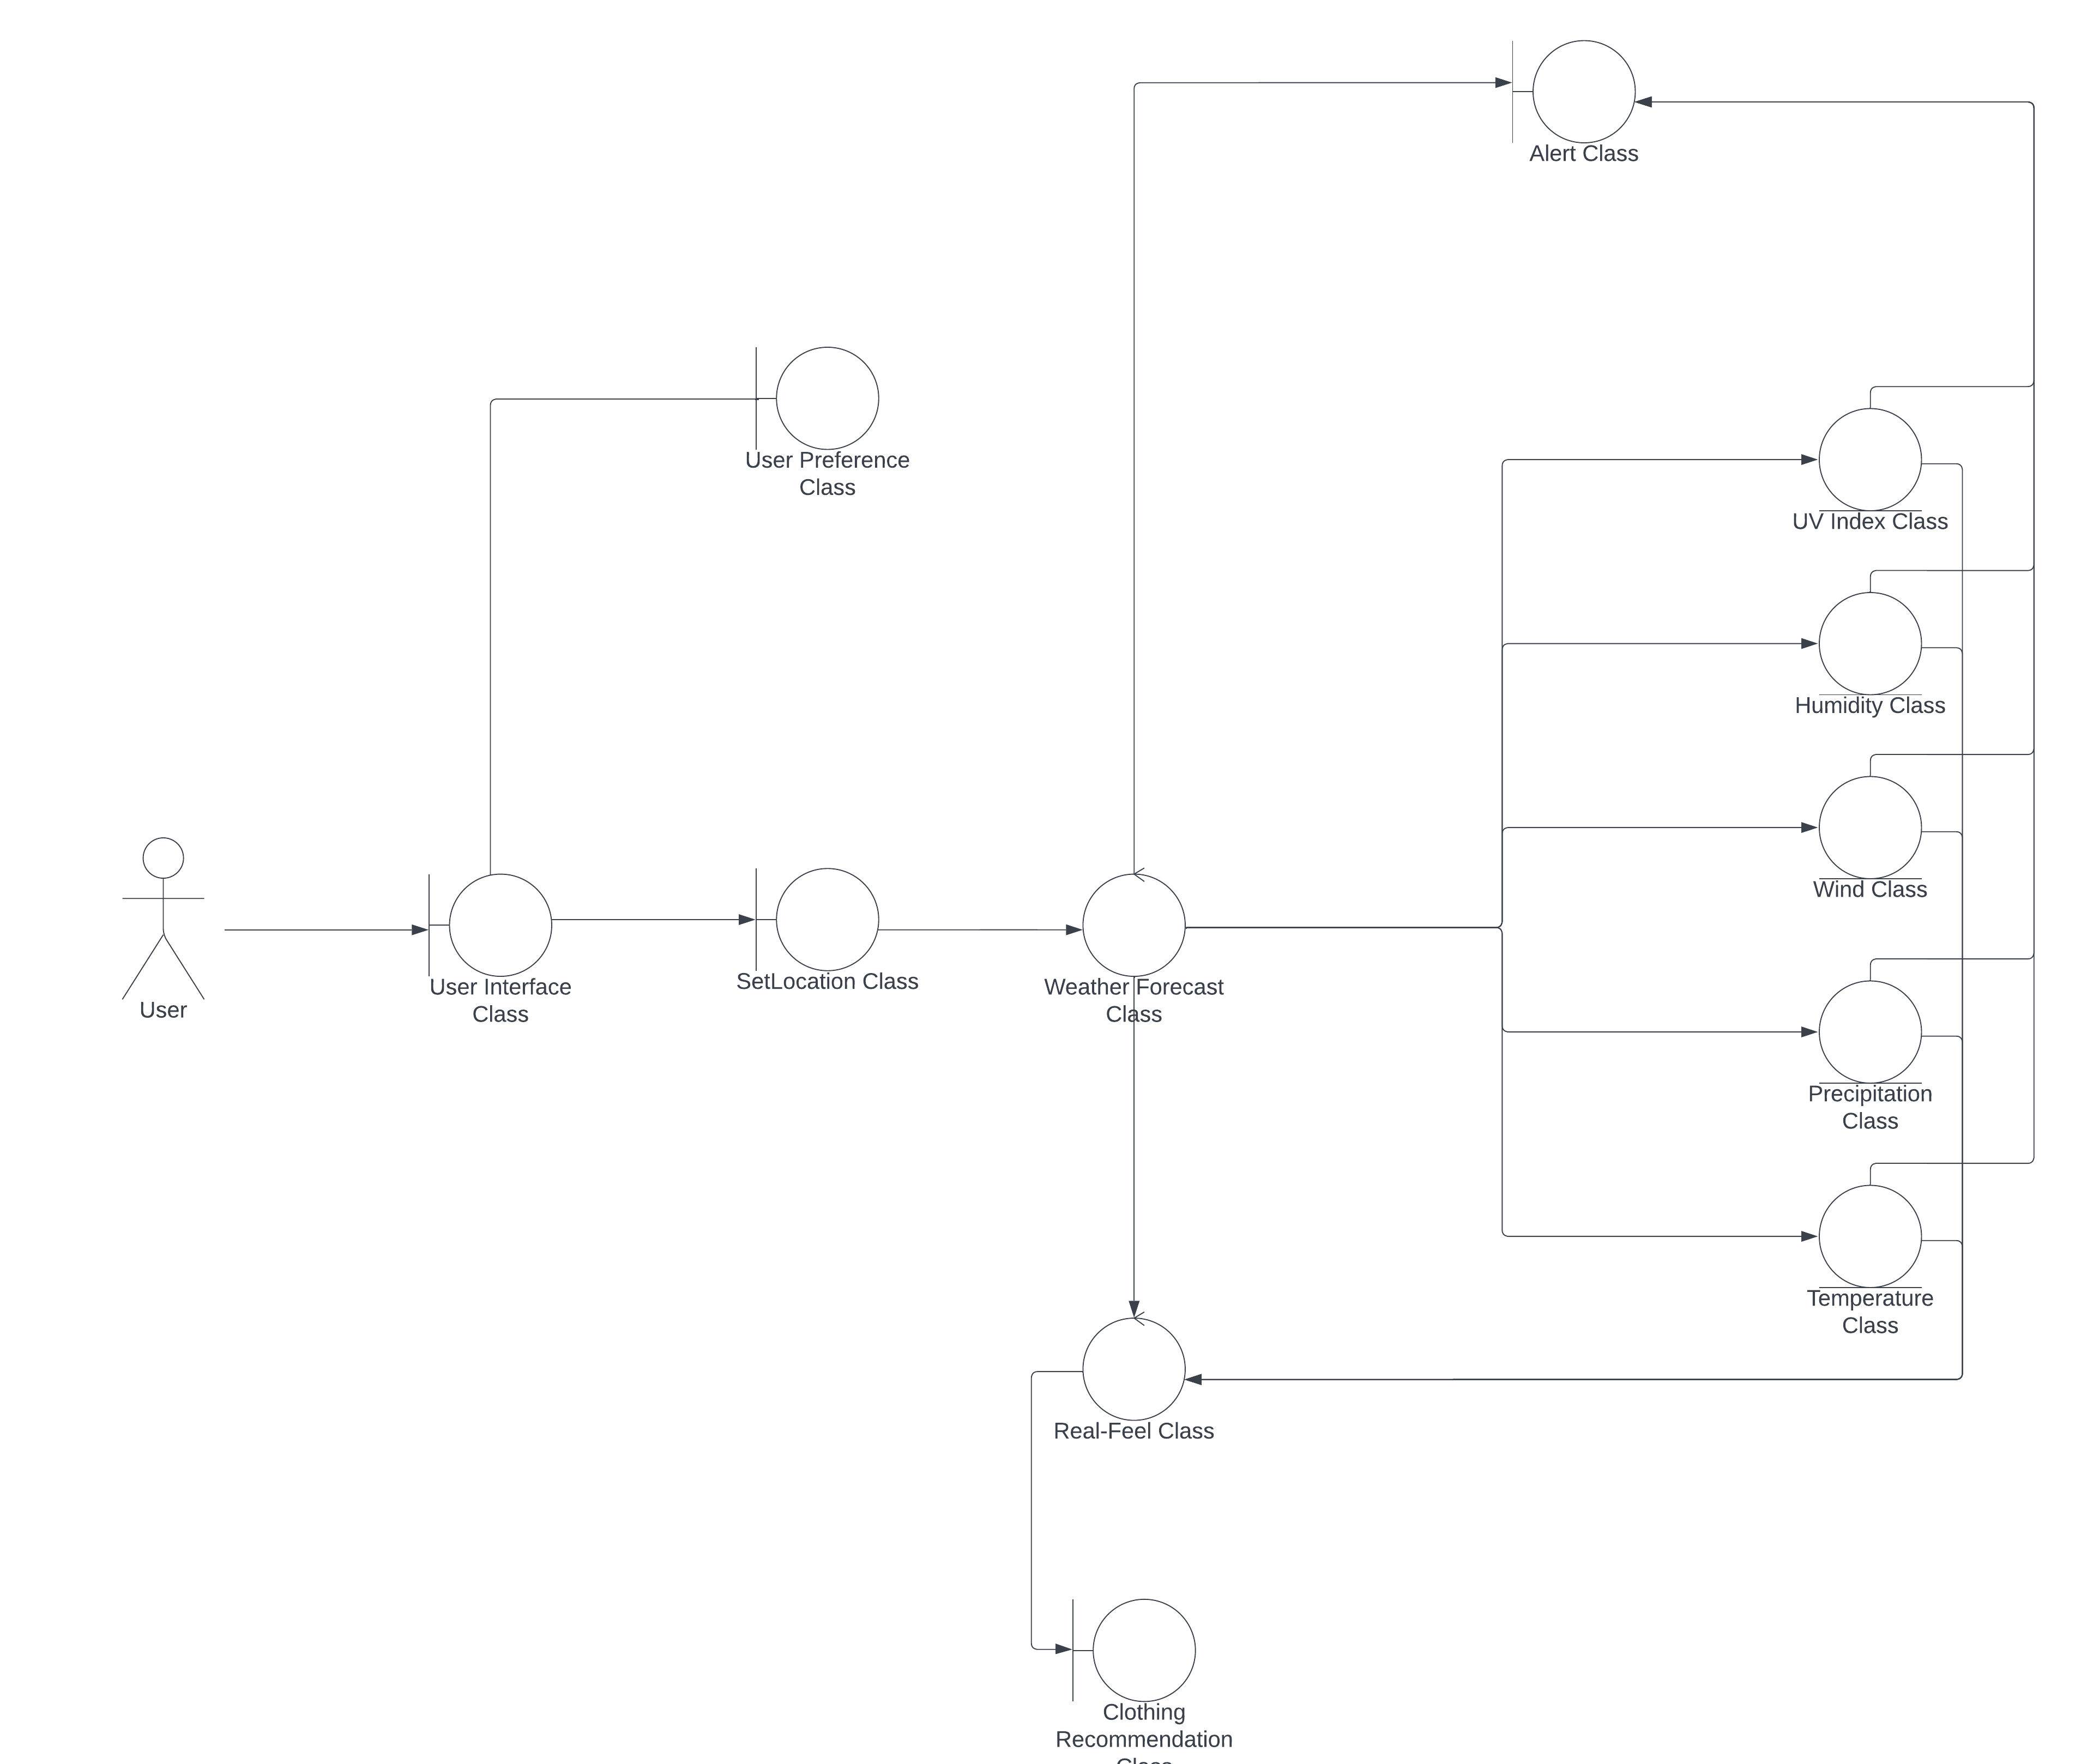 Alert Class
User Preference
Class
UV Index Class
Humidity Class
Wind Class
User
User Interface
Class
SetLocation Class
Weather Forecast
Class
Precipitation
Class
Temperature
Class
Real-Feel Class
Clothing
Recommendation